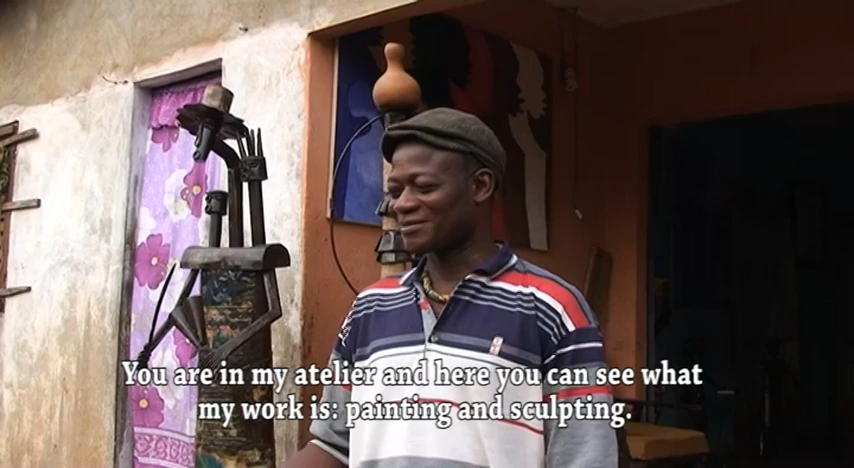 You are in my atelier and here you can see what
my work is: painting and sculpting.